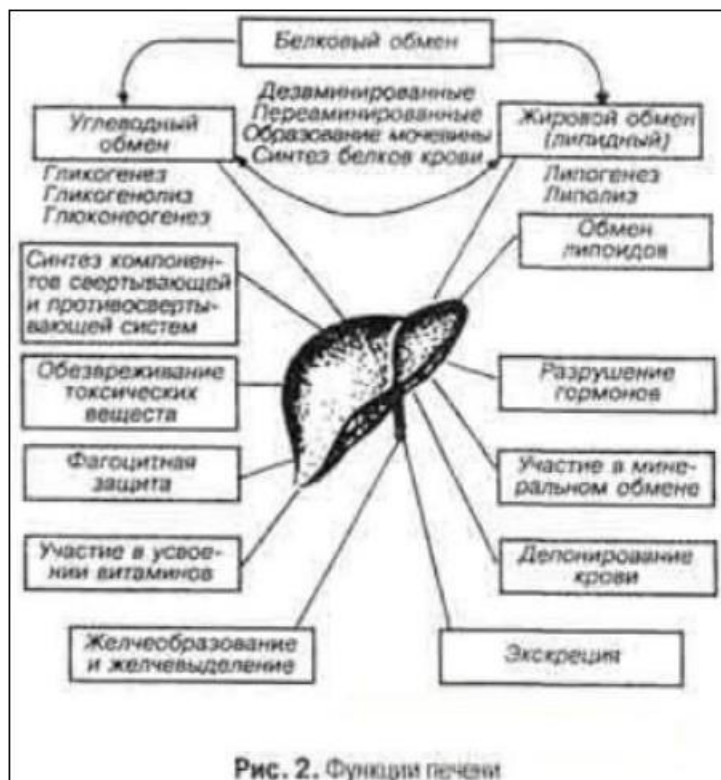 Белковый обмен
Дезаминированные
Переаминированные
Образование мочевины
Синтез белков крови
Углеводный
обмен
Жировой обмен
(липидный)
Гликогенез
Гликогенолиз
Глюконеогенез
Липогенез
Липолиз
Обмен
липоидов
Синтез компонен-
тов свертывающей
и противосверты-
вающей систем
Обезвреживание
токсических
веществ
Разрушение
гормонов
Фагоцитная
защита
Участие в мине-
ральном обмене
Участие в усвое-
нии витаминов
Депонирование
крови
Желчеобразование
и желчевыделение
Экскреция
Рис. 2. Функции печени